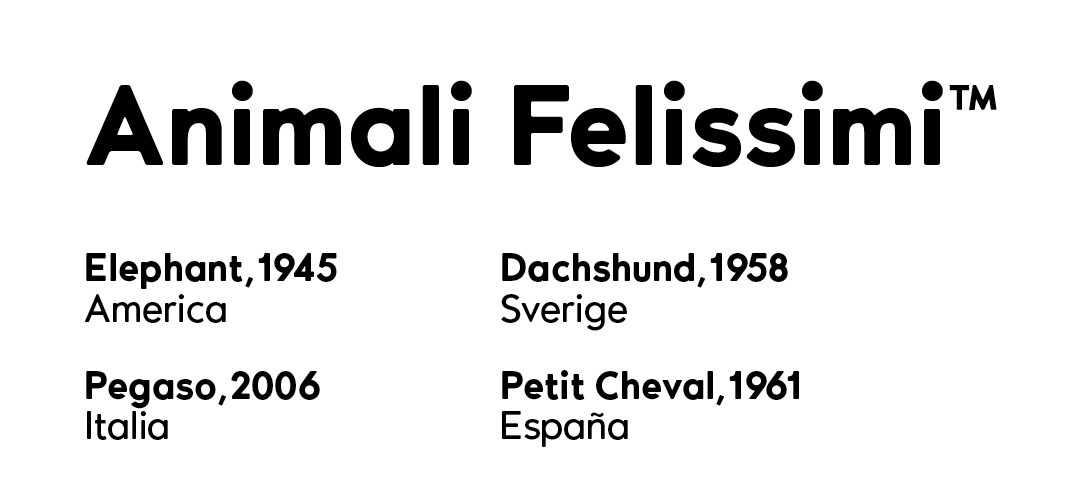 Animali Felissimi™
Elephant, 1945
America
Dachshund, 1958
Sverige
Pegaso, 2006
Italia
Petit Cheval, 1961
España